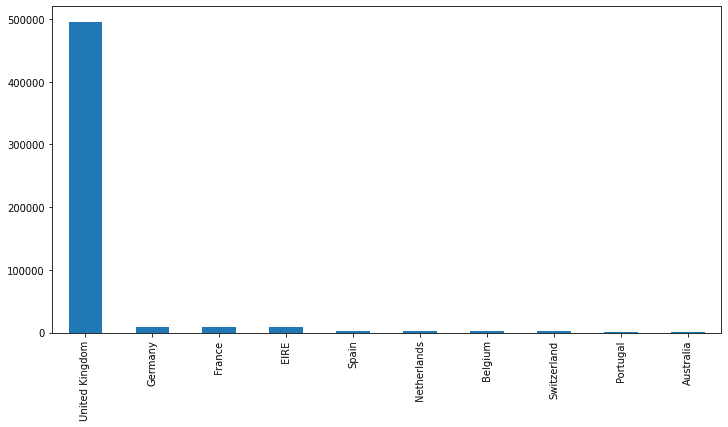 500000
400000
300000
200000
100000
0
United Kingdom
Germany
France
EIRE
Spain
Netherlands
Belgium
Switzerland
Portugal
Australia